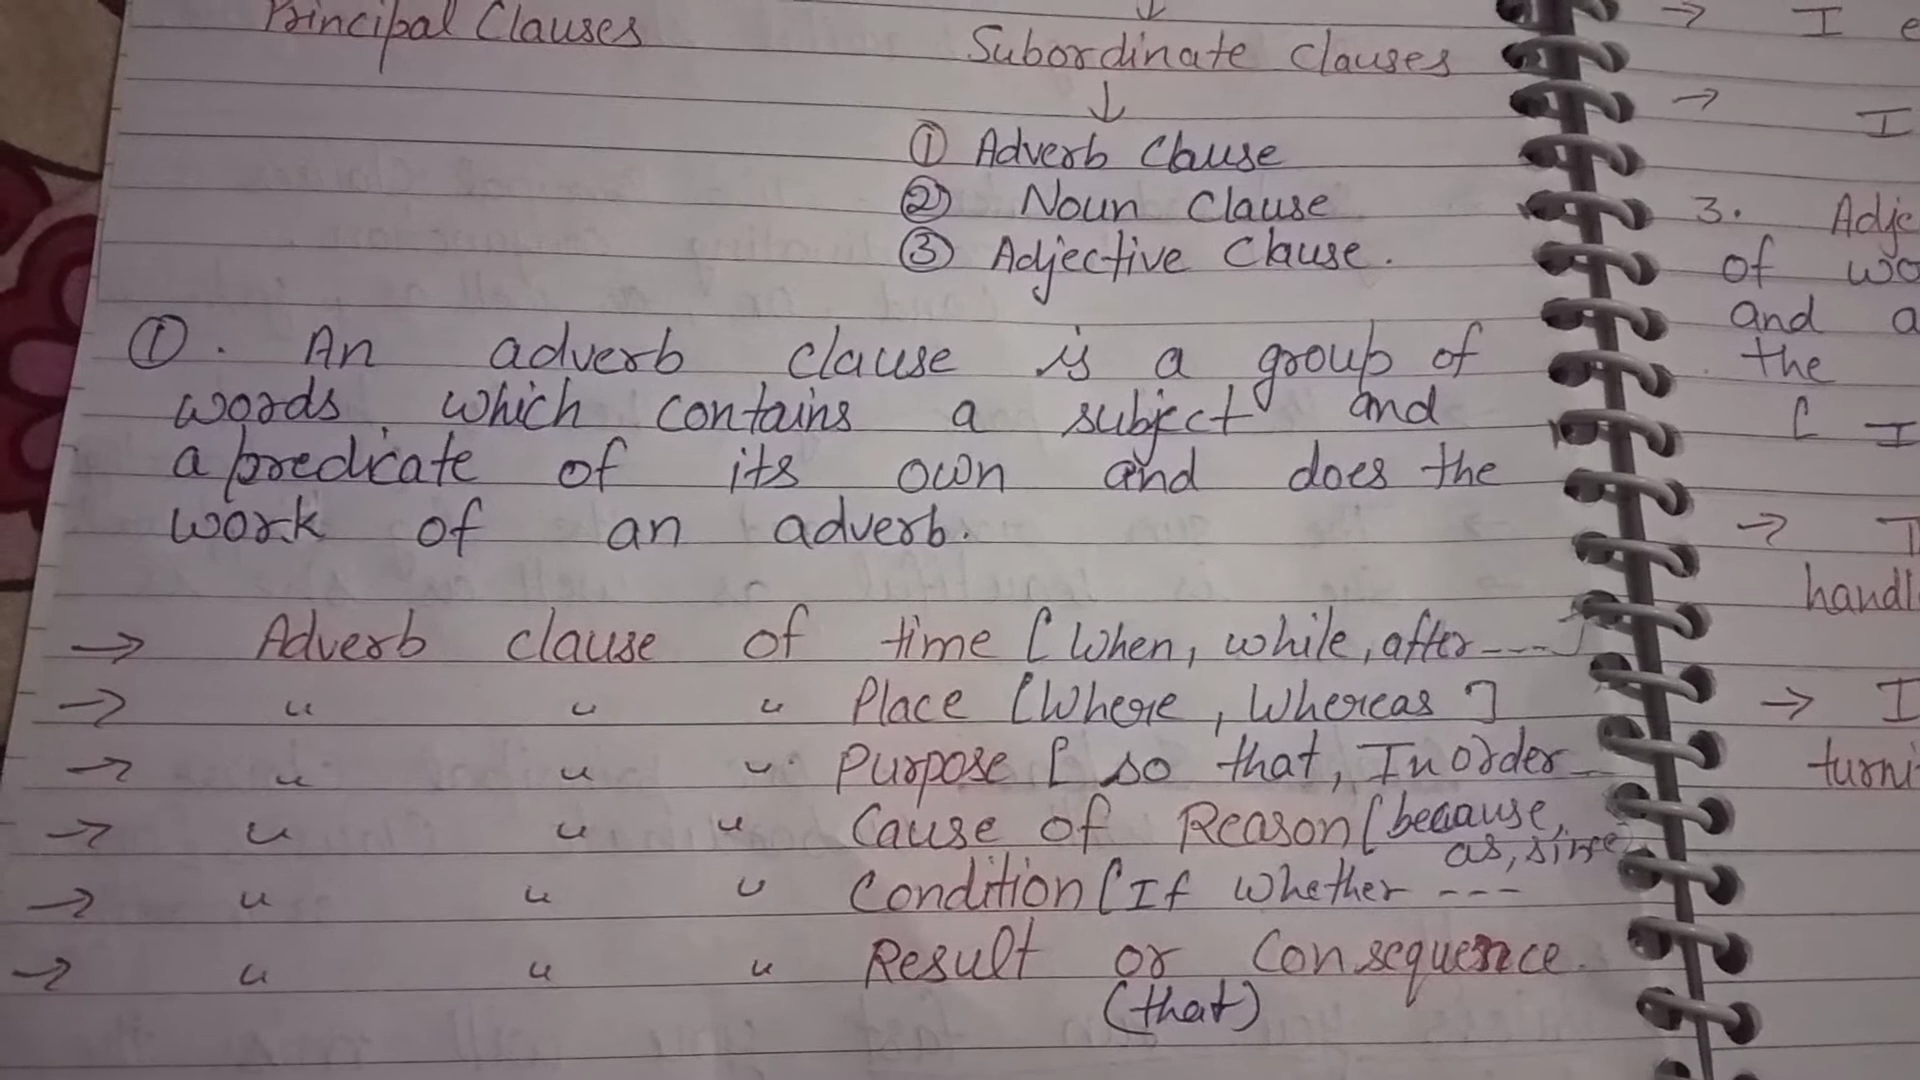 Principal Clauses
Subordinate Clauses
↓
① Adverb Clause
② Noun Clause
③ Adjective Clause.
①. An adverb clause is a group of
words which contains a subject and
a predicate of its own and does the
work of an adverb.
→ Adverb clause of time [When, while, after ----]
→ " " " Place [Where, Whereas]
→ " " " Purpose [so that, In order
→ " " " Cause of Reason [because,
as, since
→ " " " Condition [If whether ---
→ " " " Result or Consequence.
(that)
→ I
→ I
3.
of
and a
the
[ I
→
→ I